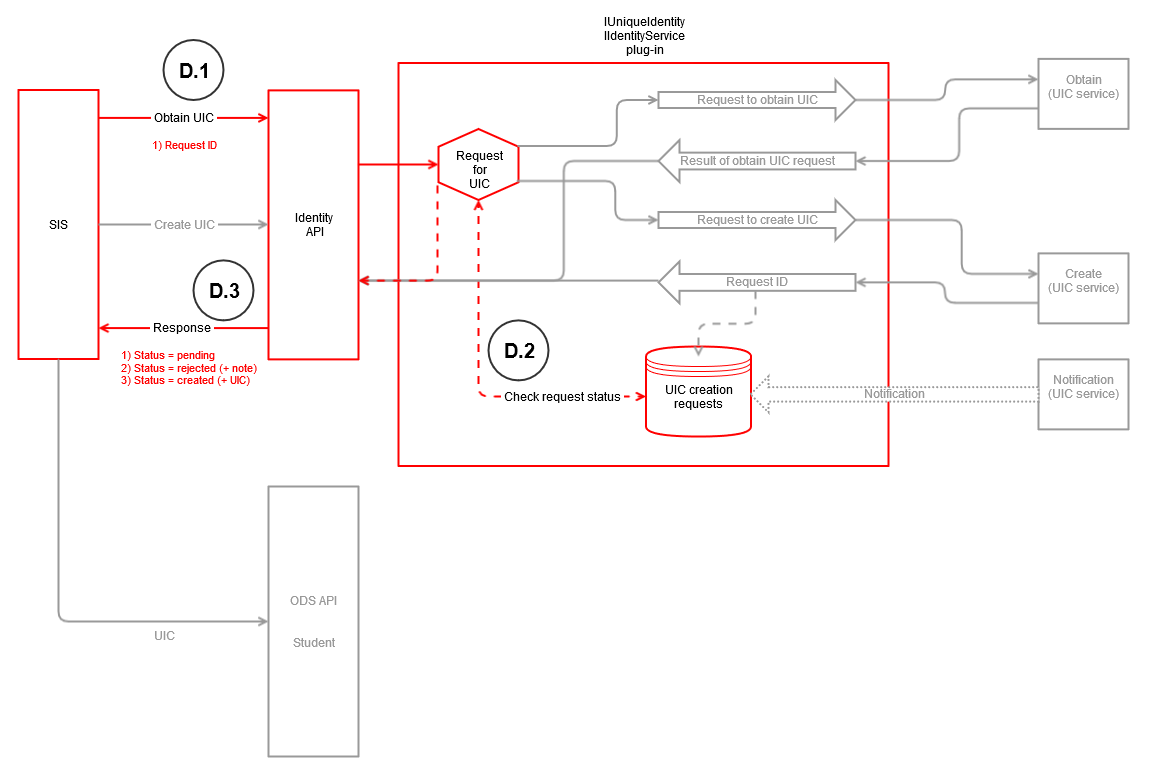 IUniqueIdentity
IIdentityService
plug-in
D.1
Obtain UIC
1) Request ID
SIS
Create UIC
Identity
API
D.3
Response
1) Status = pending
2) Status = rejected (+ note)
3) Status = created (+ UIC)
Request
for
UIC
Request to obtain UIC
Result of obtain UIC request
Request to create UIC
Request ID
D.2
Check request status
UIC creation
requests
Notification
Obtain
(UIC service)
Create
(UIC service)
Notification
(UIC service)
UIC
ODS API
Student